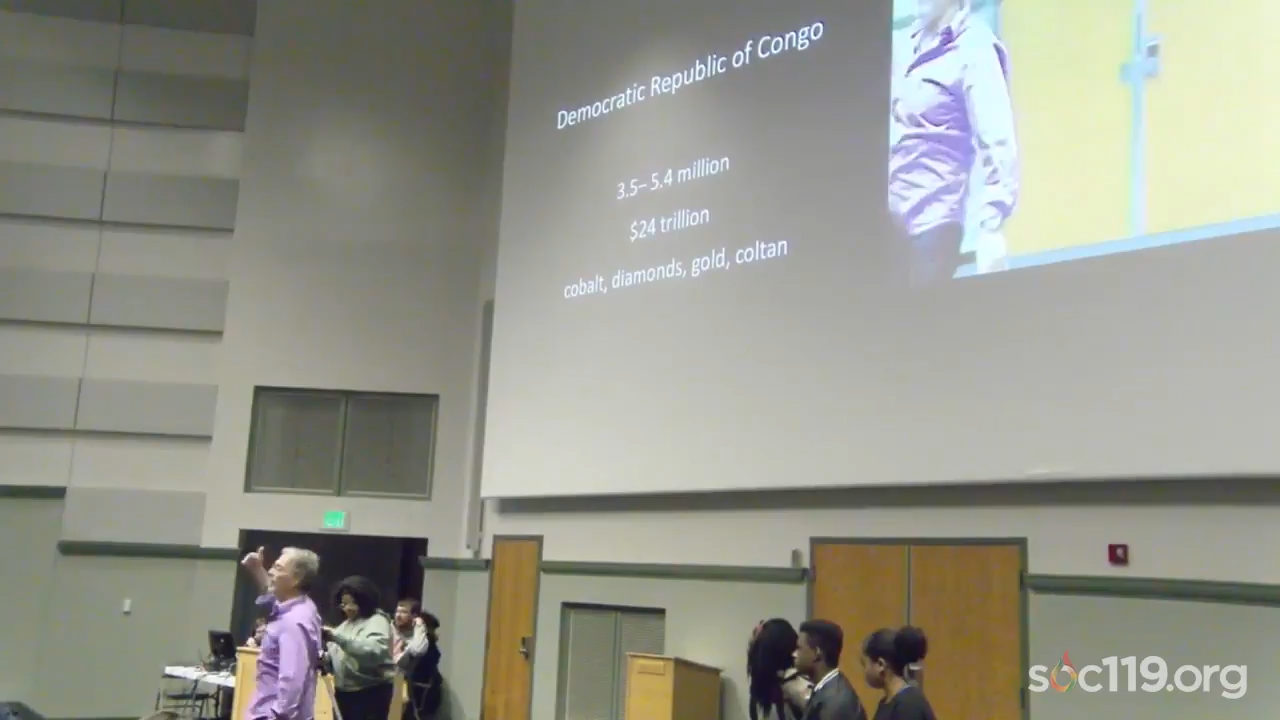 Democratic Republic of Congo
3.5– 5.4 million
$24 trillion
cobalt, diamonds, gold, coltan
soc119.org